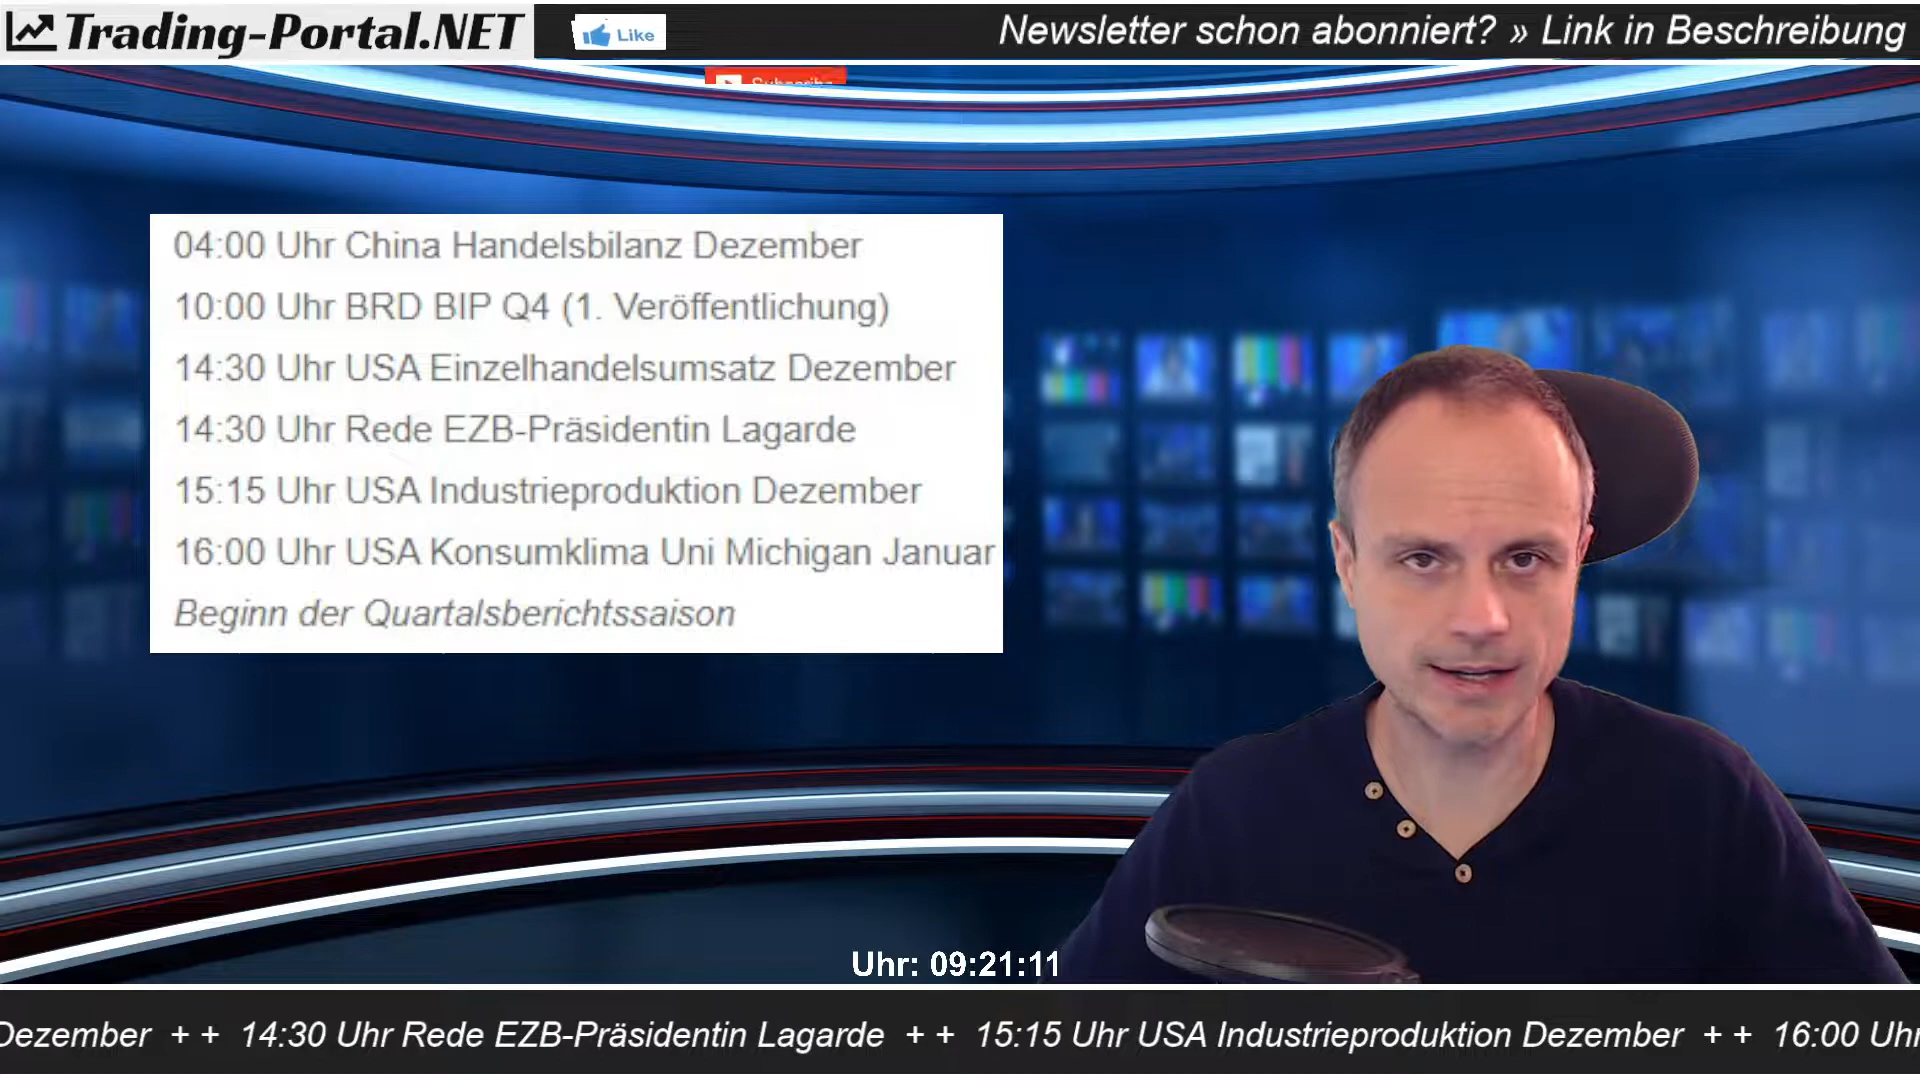 Trading-Portal.NET
Like
Newsletter schon abonniert? » Link in Beschreibung
Subscribe
04:00 Uhr China Handelsbilanz Dezember
10:00 Uhr BRD BIP Q4 (1. Veröffentlichung)
14:30 Uhr USA Einzelhandelsumsatz Dezember
14:30 Uhr Rede EZB-Präsidentin Lagarde
15:15 Uhr USA Industrieproduktion Dezember
16:00 Uhr USA Konsumklima Uni Michigan Januar
Beginn der Quartalsberichtssaison
Uhr: 09:21:11
Dezember ++ 14:30 Uhr Rede EZB-Präsidentin Lagarde ++ 15:15 Uhr USA Industrieproduktion Dezember ++ 16:00 Uhr